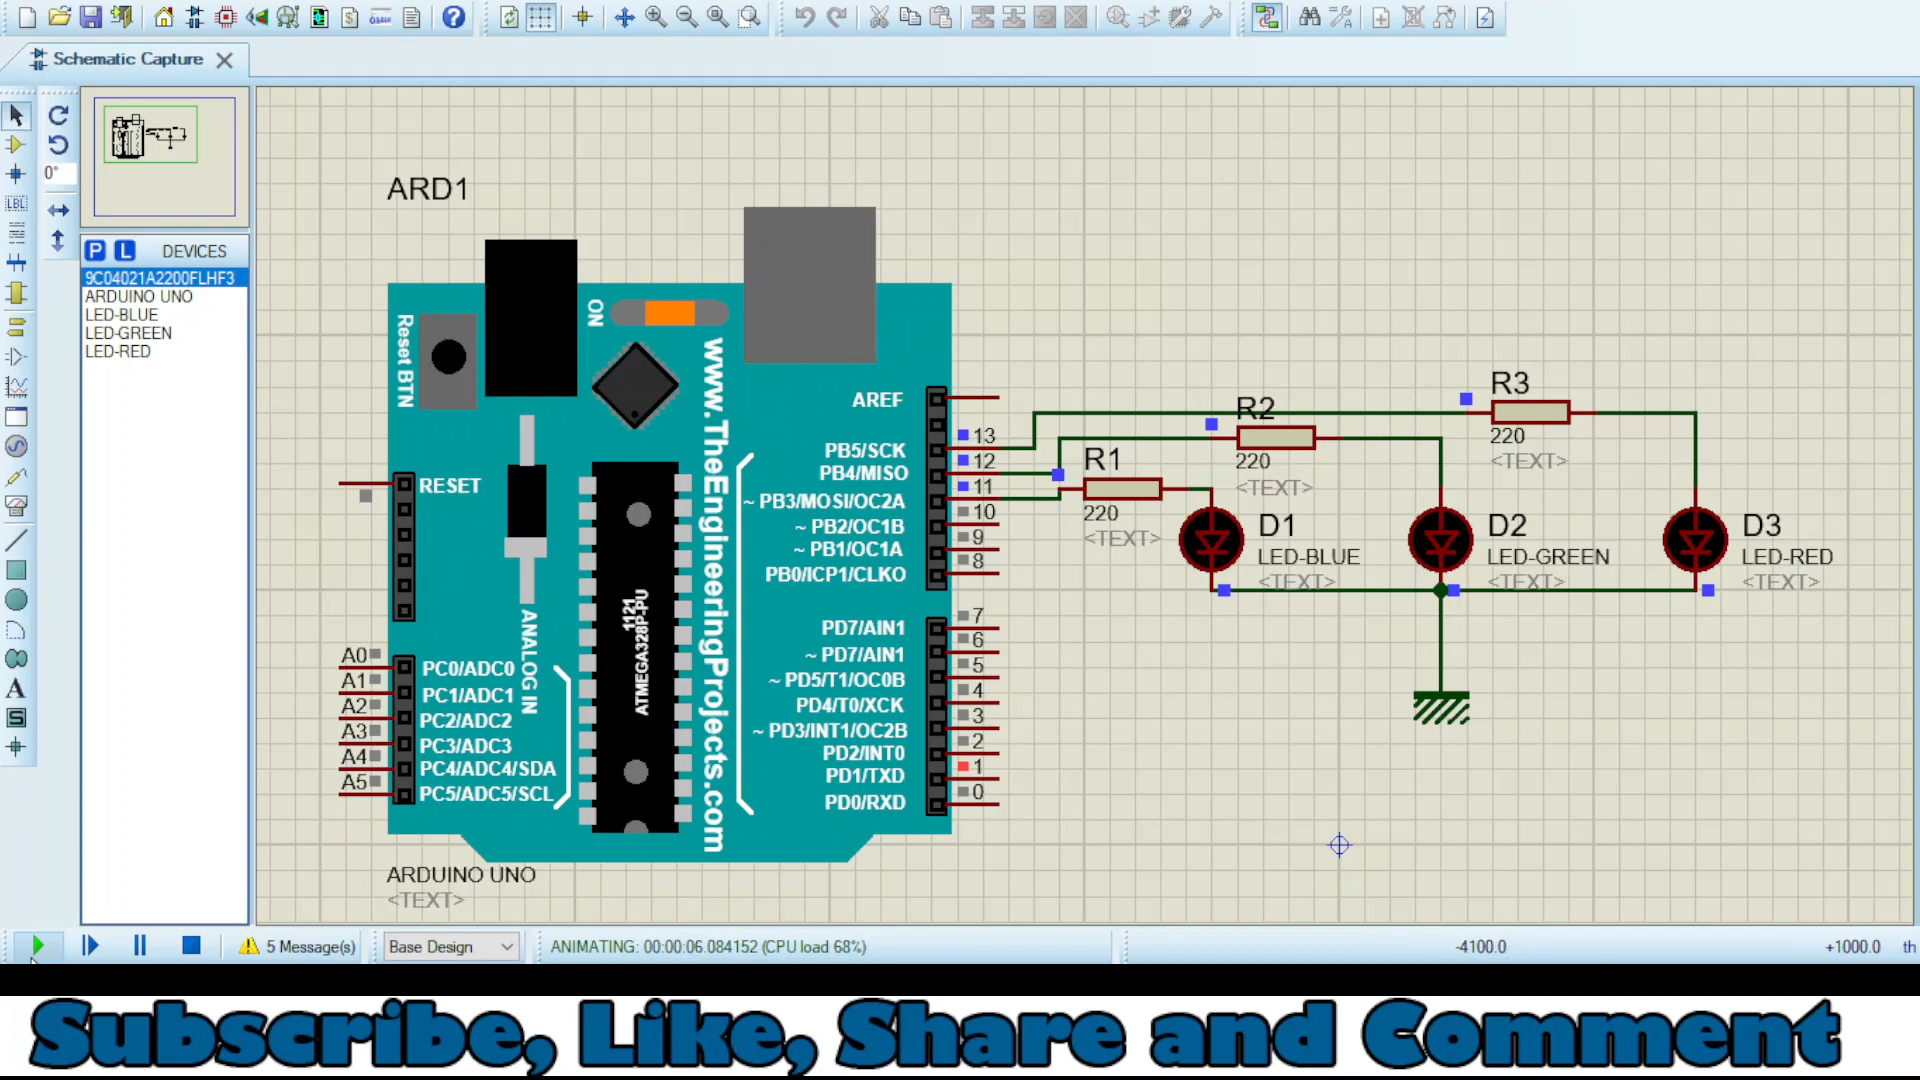 Schematic Capture
0°
LBL
P L DEVICES
9C04021A2200FLHF3
ARDUINO UNO
LED-BLUE
LED-GREEN
LED-RED
ARD1
Reset BTN
ON
www.TheEngineeringProjects.com
ANALOG IN
1121
ATMEGA328P-PU
RESET
A0 PC0/ADC0
A1 PC1/ADC1
A2 PC2/ADC2
A3 PC3/ADC3
A4 PC4/ADC4/SDA
A5 PC5/ADC5/SCL
AREF
PB5/SCK 13
PB4/MISO 12
~ PB3/MOSI/OC2A 11
~ PB2/OC1B 10
~ PB1/OC1A 9
PB0/ICP1/CLKO 8
PD7/AIN1 7
~ PD7/AIN1 6
~ PD5/T1/OC0B 5
PD4/T0/XCK 4
~ PD3/INT1/OC2B 3
PD2/INT0 2
PD1/TXD 1
PD0/RXD 0
ARDUINO UNO
<TEXT>
R1
220
<TEXT>
R2
220
<TEXT>
R3
220
<TEXT>
D1
LED-BLUE
<TEXT>
D2
LED-GREEN
<TEXT>
D3
LED-RED
<TEXT>
5 Message(s) Base Design ANIMATING: 00:00:06.084152 (CPU load 68%) -4100.0 +1000.0 th
Subscribe, Like, Share and Comment